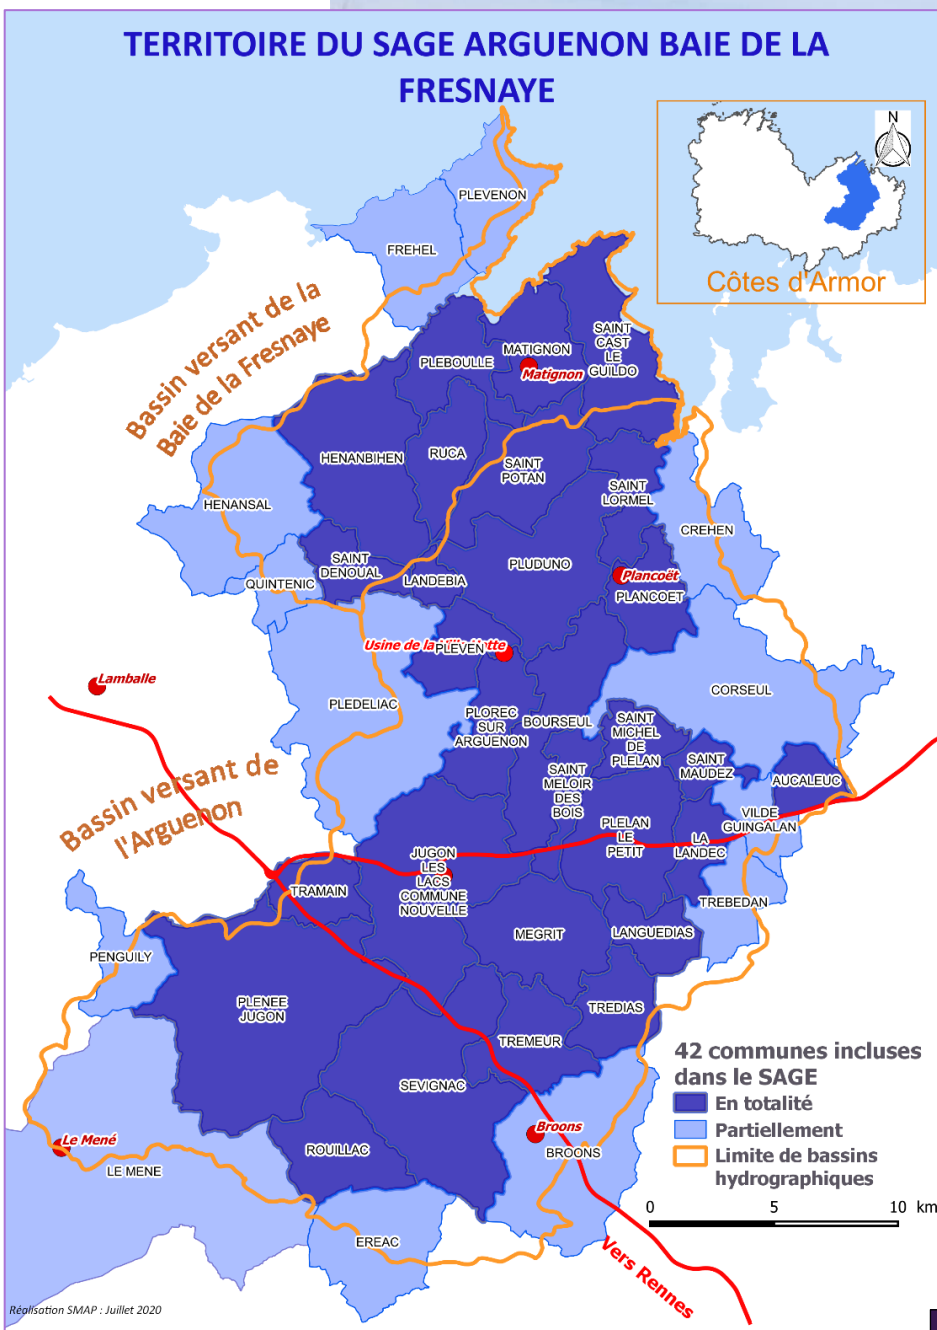 TERRITOIRE DU SAGE ARGUENON BAIE DE LA
FRESNAYE
N
Côtes d'Armor
PLEVENON
FREHEL
Bassin versant de la
Baie de la Fresnaye
SAINT
CAST
LE
GUILDO
MATIGNON
Matignon
PLEBOULLE
HENANBIHEN
RUCA
SAINT
POTAN
SAINT
LORMEL
HENANSAL
CREHEN
SAINT
DENOUAL
QUINTENIC
LANDEBIA
PLUDUNO
Plancoët
PLANCOET
Usine de la
PLEVEN
Lamballe
PLEDELIAC
CORSEUL
PLOREC
SUR
ARGUENON
BOURSEUL
SAINT
MICHEL
DE
PLELAN
SAINT
MAUDEZ
AUCALEUC
SAINT
MELOIR
DES
BOIS
Bassin versant de
l'Arguenon
VILDE
GUINGALAN
PLELAN
LE
PETIT
LA
LANDEC
JUGON
LES
LACS
COMMUNE
NOUVELLE
TRAMAIN
TREBEDAN
MEGRIT
LANGUEDIAS
PENGUILY
PLENEE
JUGON
TREDIAS
TREMEUR
SEVIGNAC
42 communes incluses
dans le SAGE
En totalité
Partiellement
Limite de bassins
hydrographiques
Le Mené
LE MENE
ROUILLAC
Broons
BROONS
0 5 10 km
EREAC
Vers Rennes
Réalisation SMAP : Juillet 2020